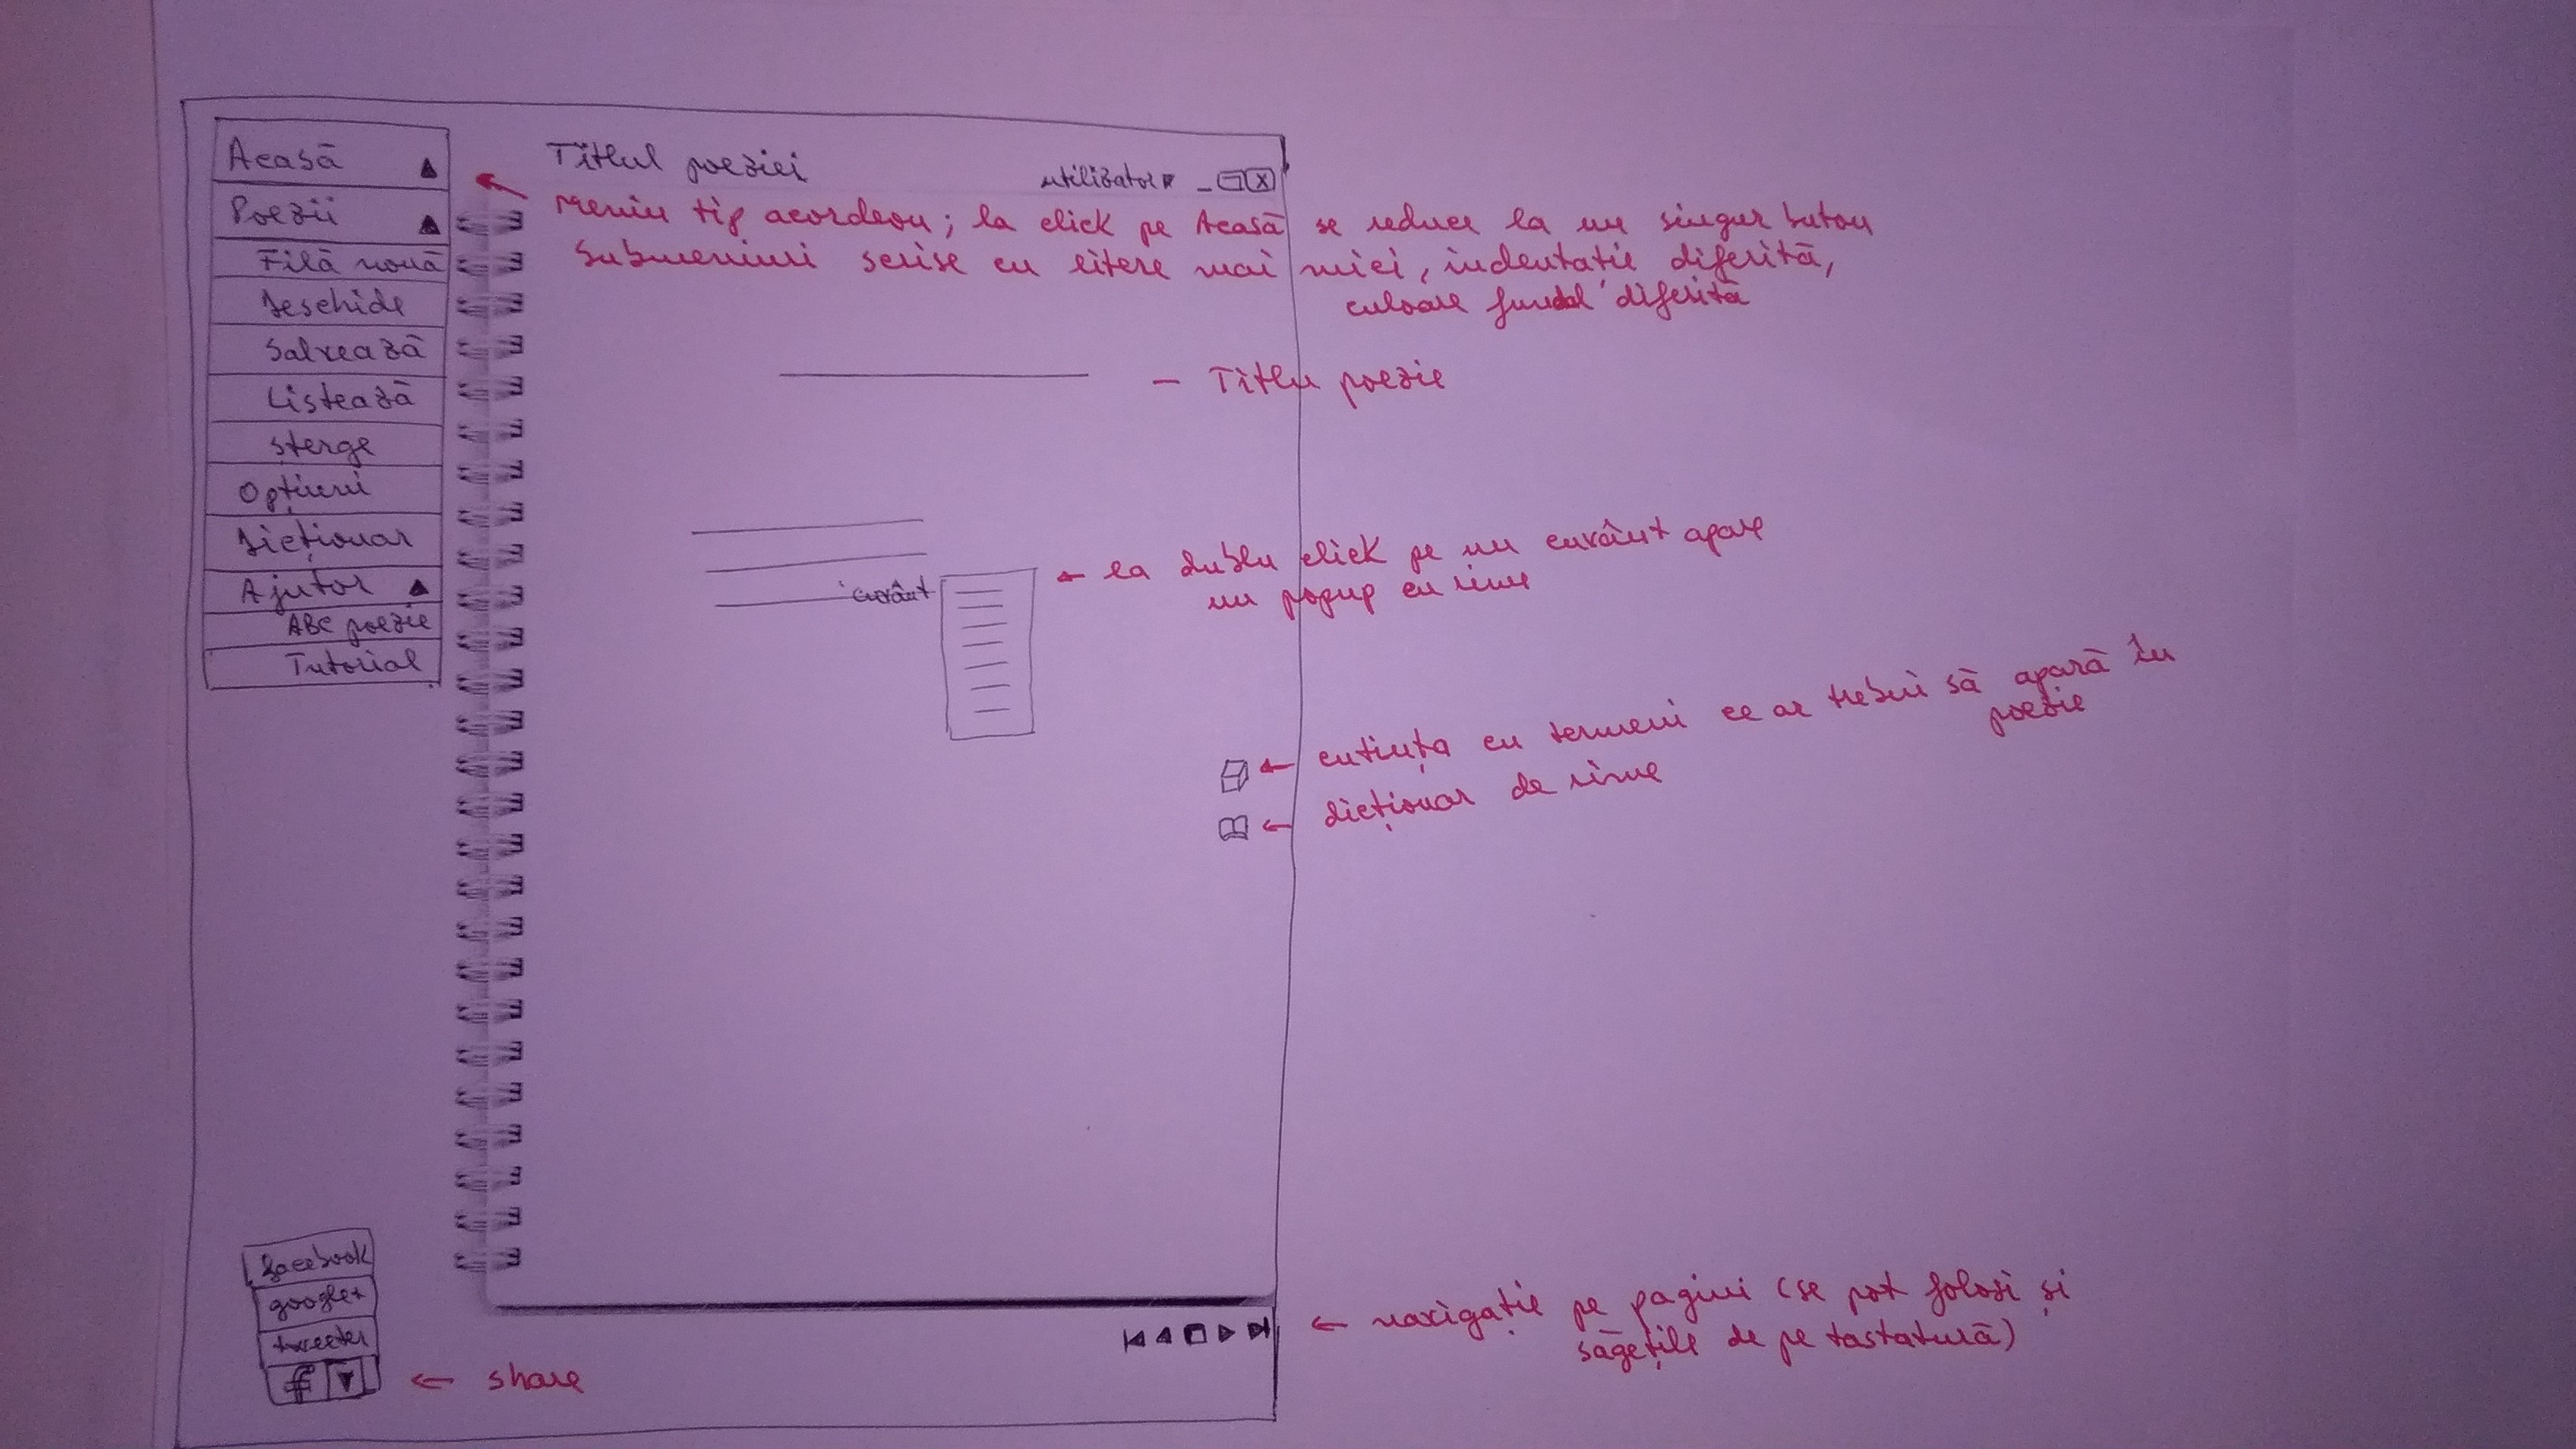 Acasă
Poezii
Filă nouă
Deschide
Salvează
Listează
Șterge
Opțiuni
Dicționar
Ajutor
ABC poezie
Tutorial
Titlul poeziei
utilizator
X
Meniu tip acordeon; la click pe Acasă se reduce la un singur buton
Submeniuri scrise cu litere mai mici, indentație diferită,
culoare fundal diferită
— Titlu poezie
cuvânt
la dublu click pe un cuvânt apare
un popup cu rime
cutiuța cu termeni ce ar trebui să apară în
poezie
dicționar de rime
facebook
google+
tweeter
f
share
navigație pe pagini (se pot folosi și
săgețile de pe tastatură)